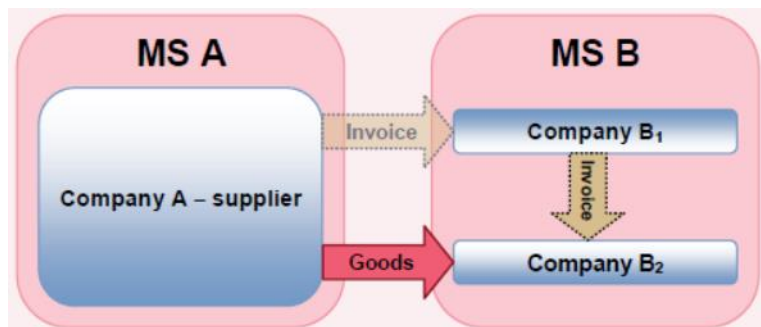 MS A
MS B
Invoice
Company B₁
Company A – supplier
Invoice
Goods
Company B₂